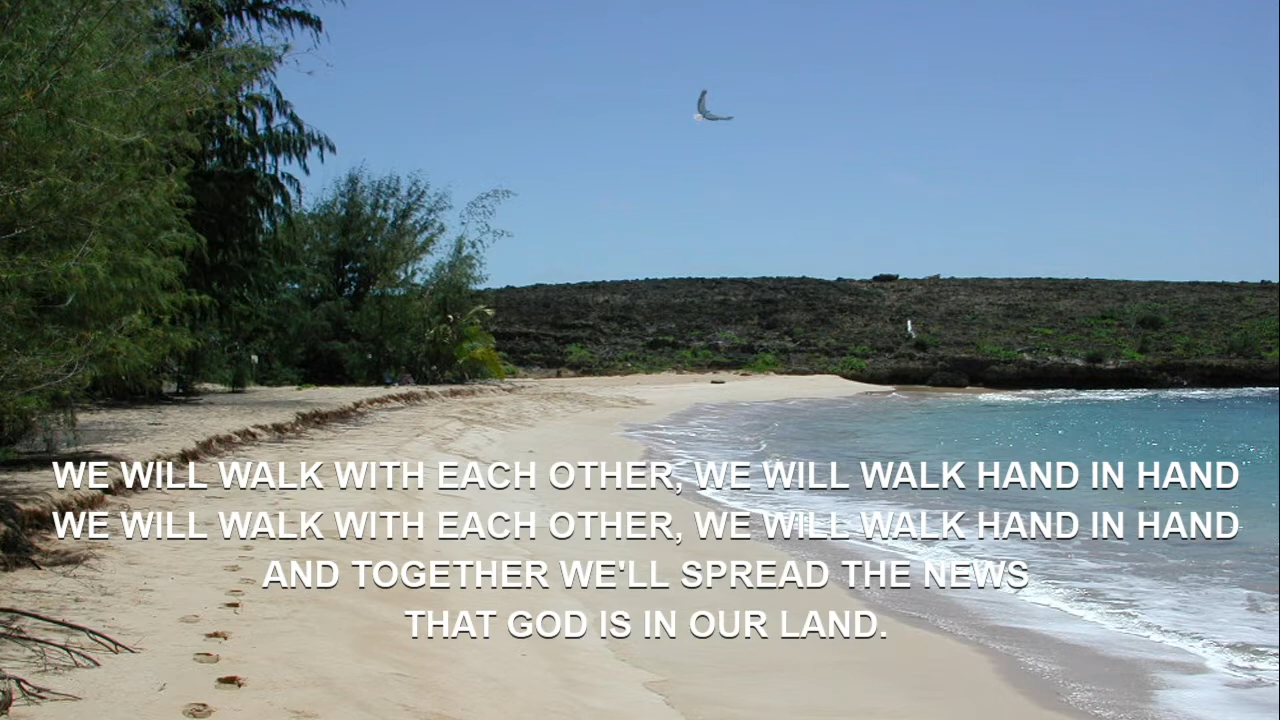 WE WILL WALK WITH EACH OTHER, WE WILL WALK HAND IN HAND
WE WILL WALK WITH EACH OTHER, WE WILL WALK HAND IN HAND
AND TOGETHER WE'LL SPREAD THE NEWS
THAT GOD IS IN OUR LAND.